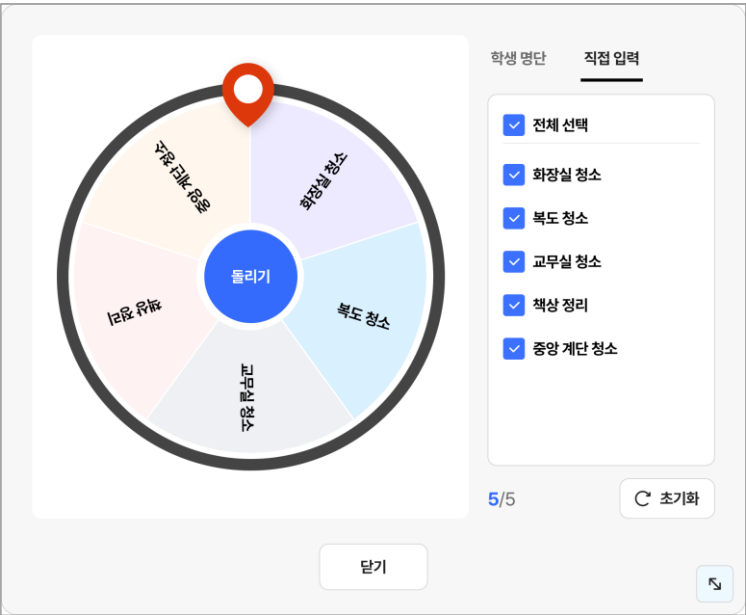 중앙 계단 청소
화장실 청소
책상 정리
돌리기
복도 청소
교무실 청소
학생 명단
직접 입력
전체 선택
화장실 청소
복도 청소
교무실 청소
책상 정리
중앙 계단 청소
5/5
초기화
닫기